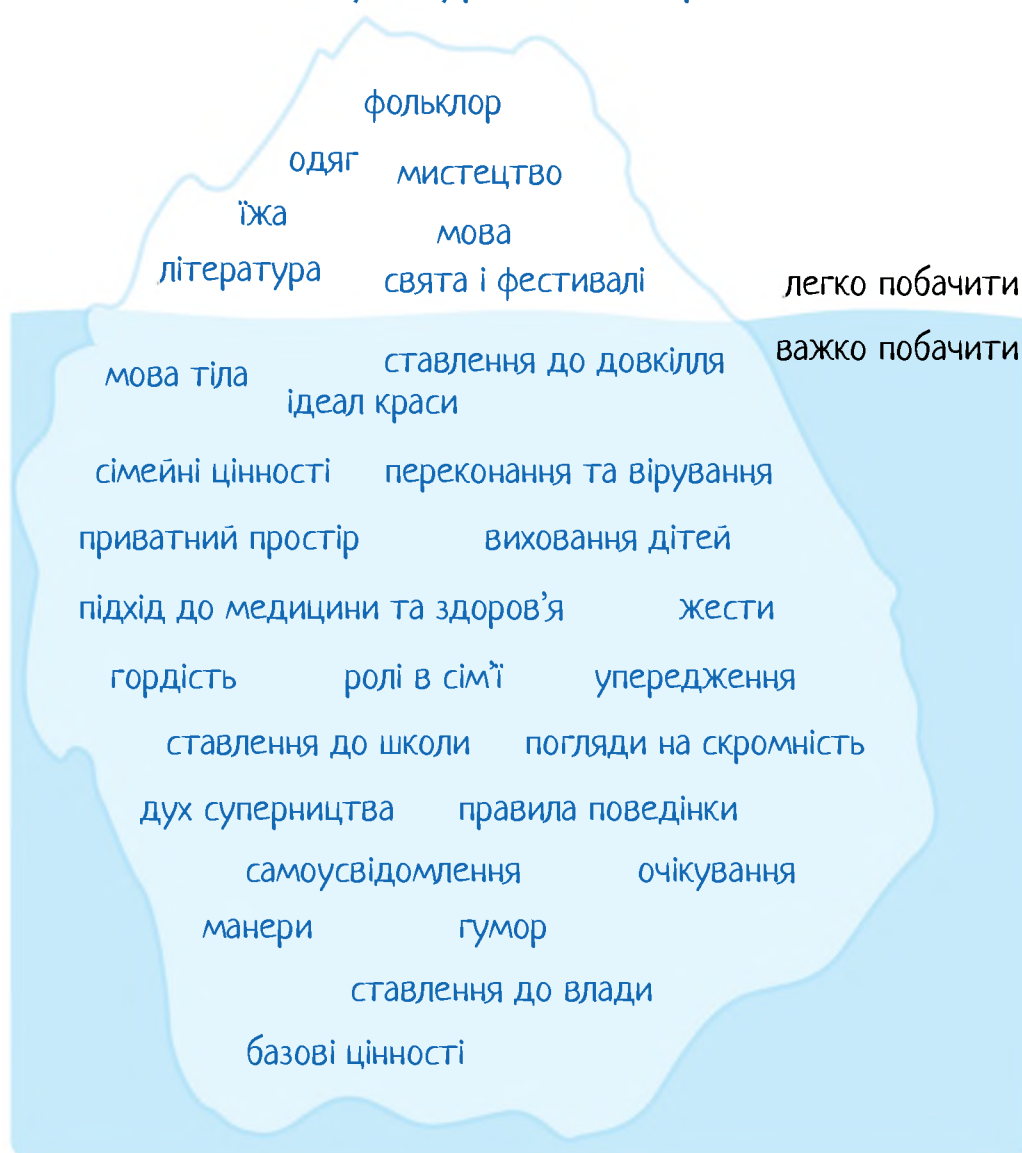 фольклор
одяг мистецтво
їжа
мова
література свята і фестивалі
легко побачити
важко побачити
мова тіла ставлення до довкілля
ідеал краси
сімейні цінності переконання та вірування
приватний простір виховання дітей
підхід до медицини та здоров'я жести
гордість ролі в сім'ї упередження
ставлення до школи погляди на скромність
дух суперництва правила поведінки
самоусвідомлення очікування
манери гумор
ставлення до влади
базові цінності